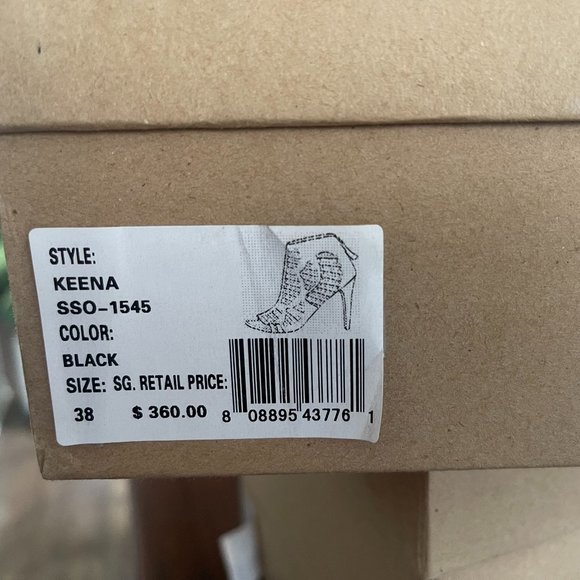 STYLE:
KEENA
SSO-1545
COLOR:
BLACK
SIZE: SG. RETAIL PRICE:
38 $ 360.00 8 08895 43776 1